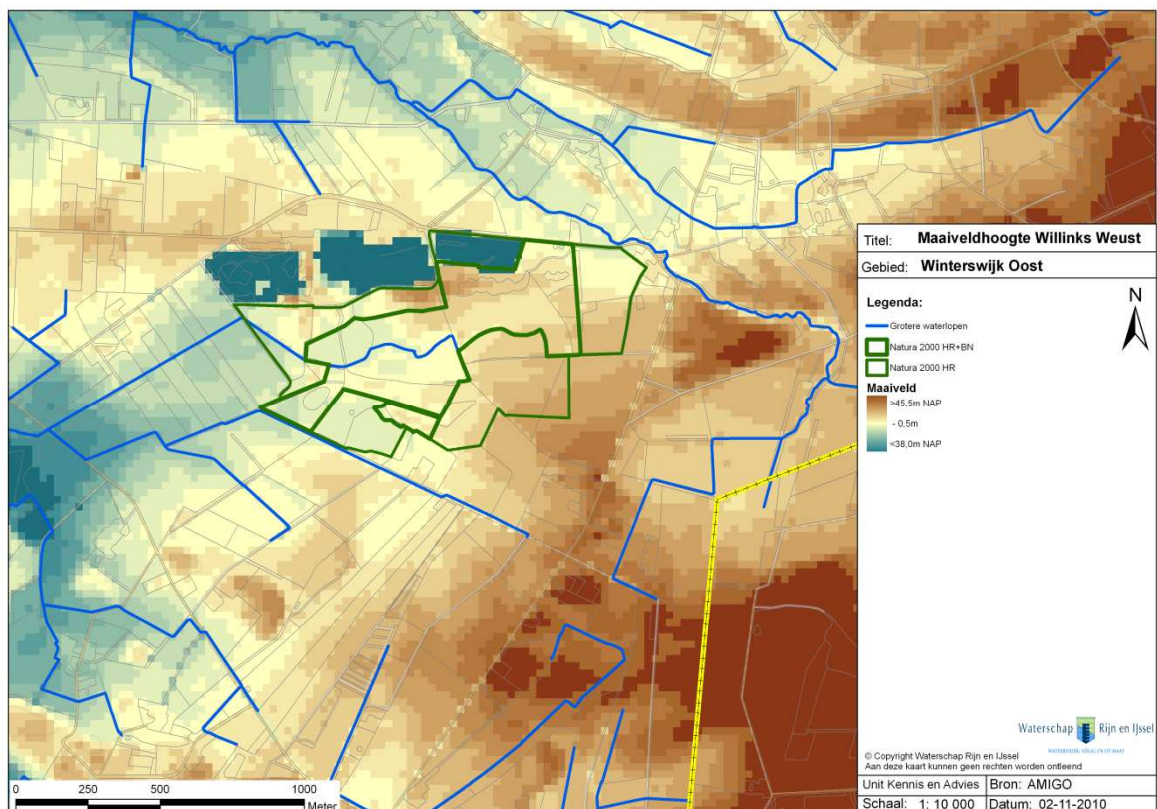 Titel: Maaiveldhoogte Willinks Weust
Gebied: Winterswijk Oost
Legenda:
N
Grotere waterlopen
Natura 2000 HR+BN
Natura 2000 HR
Maaiveld
>45,5m NAP
- 0,5m
<38,0m NAP
Waterschap Rijn en IJssel
© Copyright Waterschap Rijn en IJssel
Aan deze kaart kunnen geen rechten worden ontleend
Unit Kennis en Advies Bron: AMIGO
Schaal: 1: 10 000 Datum: 02-11-2010
0 250 500 1000
Meter